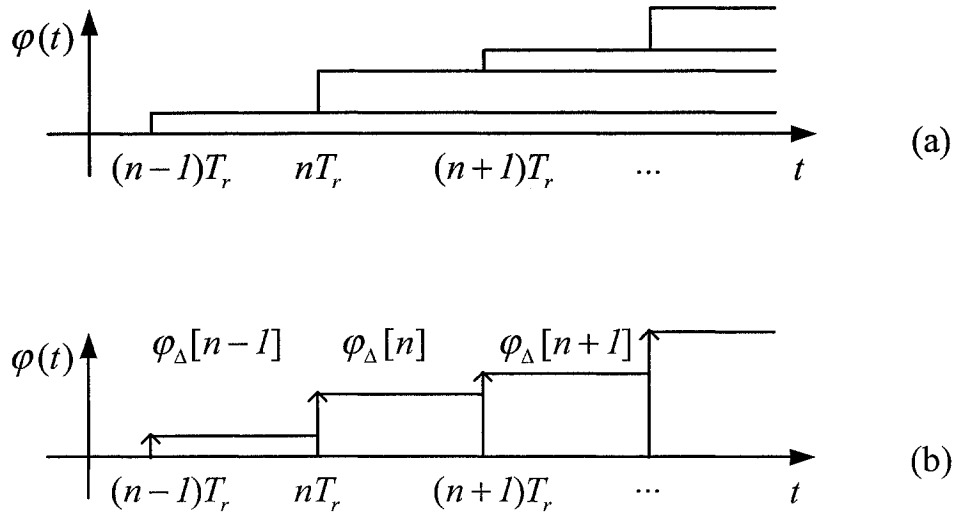 φ(t)
(n−1)T_r nT_r (n+1)T_r ... t
(a)
φ_Δ[n−1] φ_Δ[n] φ_Δ[n+1]
φ(t)
(n−1)T_r nT_r (n+1)T_r ... t
(b)